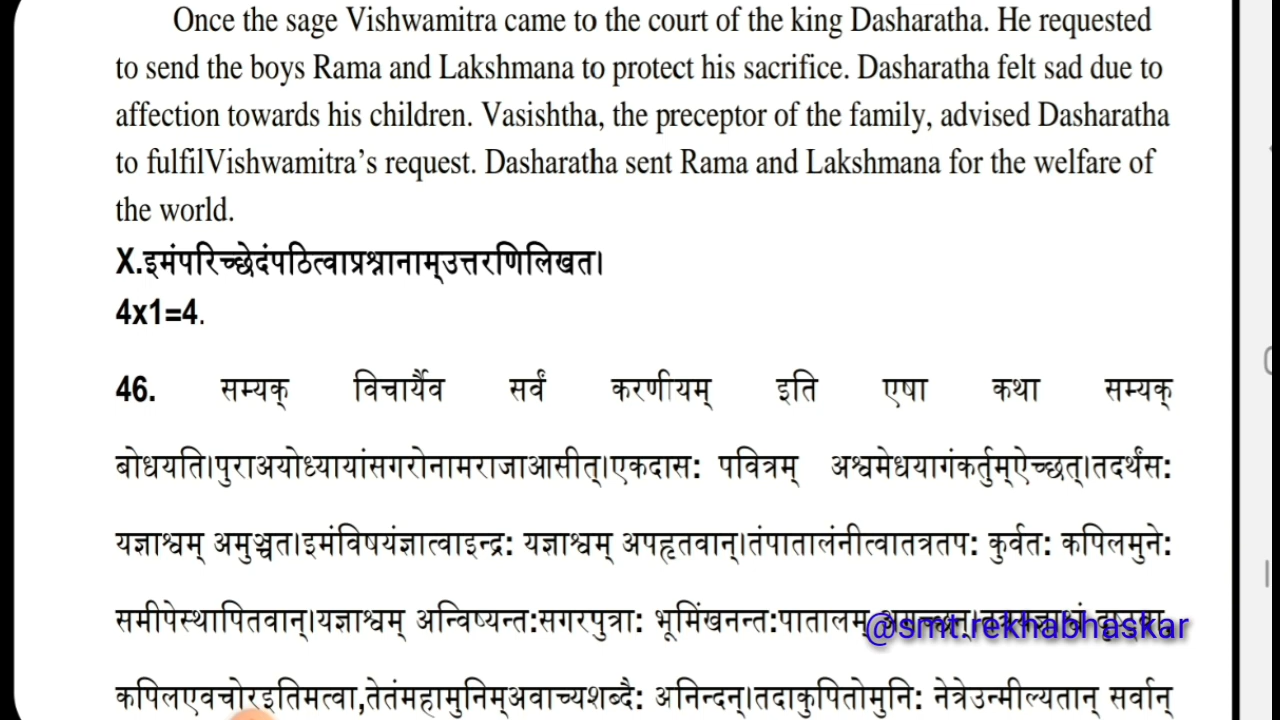 Once the sage Vishwamitra came to the court of the king Dasharatha. He requested
to send the boys Rama and Lakshmana to protect his sacrifice. Dasharatha felt sad due to
affection towards his children. Vasishtha, the preceptor of the family, advised Dasharatha
to fulfilVishwamitra's request. Dasharatha sent Rama and Lakshmana for the welfare of
the world.
X.इमंपरिच्छेदंपठित्वाप्रश्नानाम्उत्तरणिलिखत।
4x1=4.
46. सम्यक् विचार्यैव सर्वं करणीयम् इति एषा कथा सम्यक्
बोधयति।पुराअयोध्यायांसगरोनामराजाआसीत्।एकदास: पवित्रम् अश्वमेधयागंकर्तुम्ऐच्छत्।तदर्थंस:
यज्ञाश्वम् अमुञ्चत।इमंविषयंज्ञात्वाइन्द्र: यज्ञाश्वम् अपहृतवान्।तंपातालंनीत्वातत्रतप: कुर्वत: कपिलमुने:
समीपेस्थापितवान्।यज्ञाश्वम् अन्विष्यन्त:सगरपुत्रा: भूमिंखनन्त:पातालम्
@smt.rekhabhaskar
कपिलएवचोरइतिमत्वा,तेतंमहामुनिम्अवाच्यशब्दै: अनिन्दन्।तदाकुपितोमुनि: नेत्रेउन्मील्यतान् सर्वान्